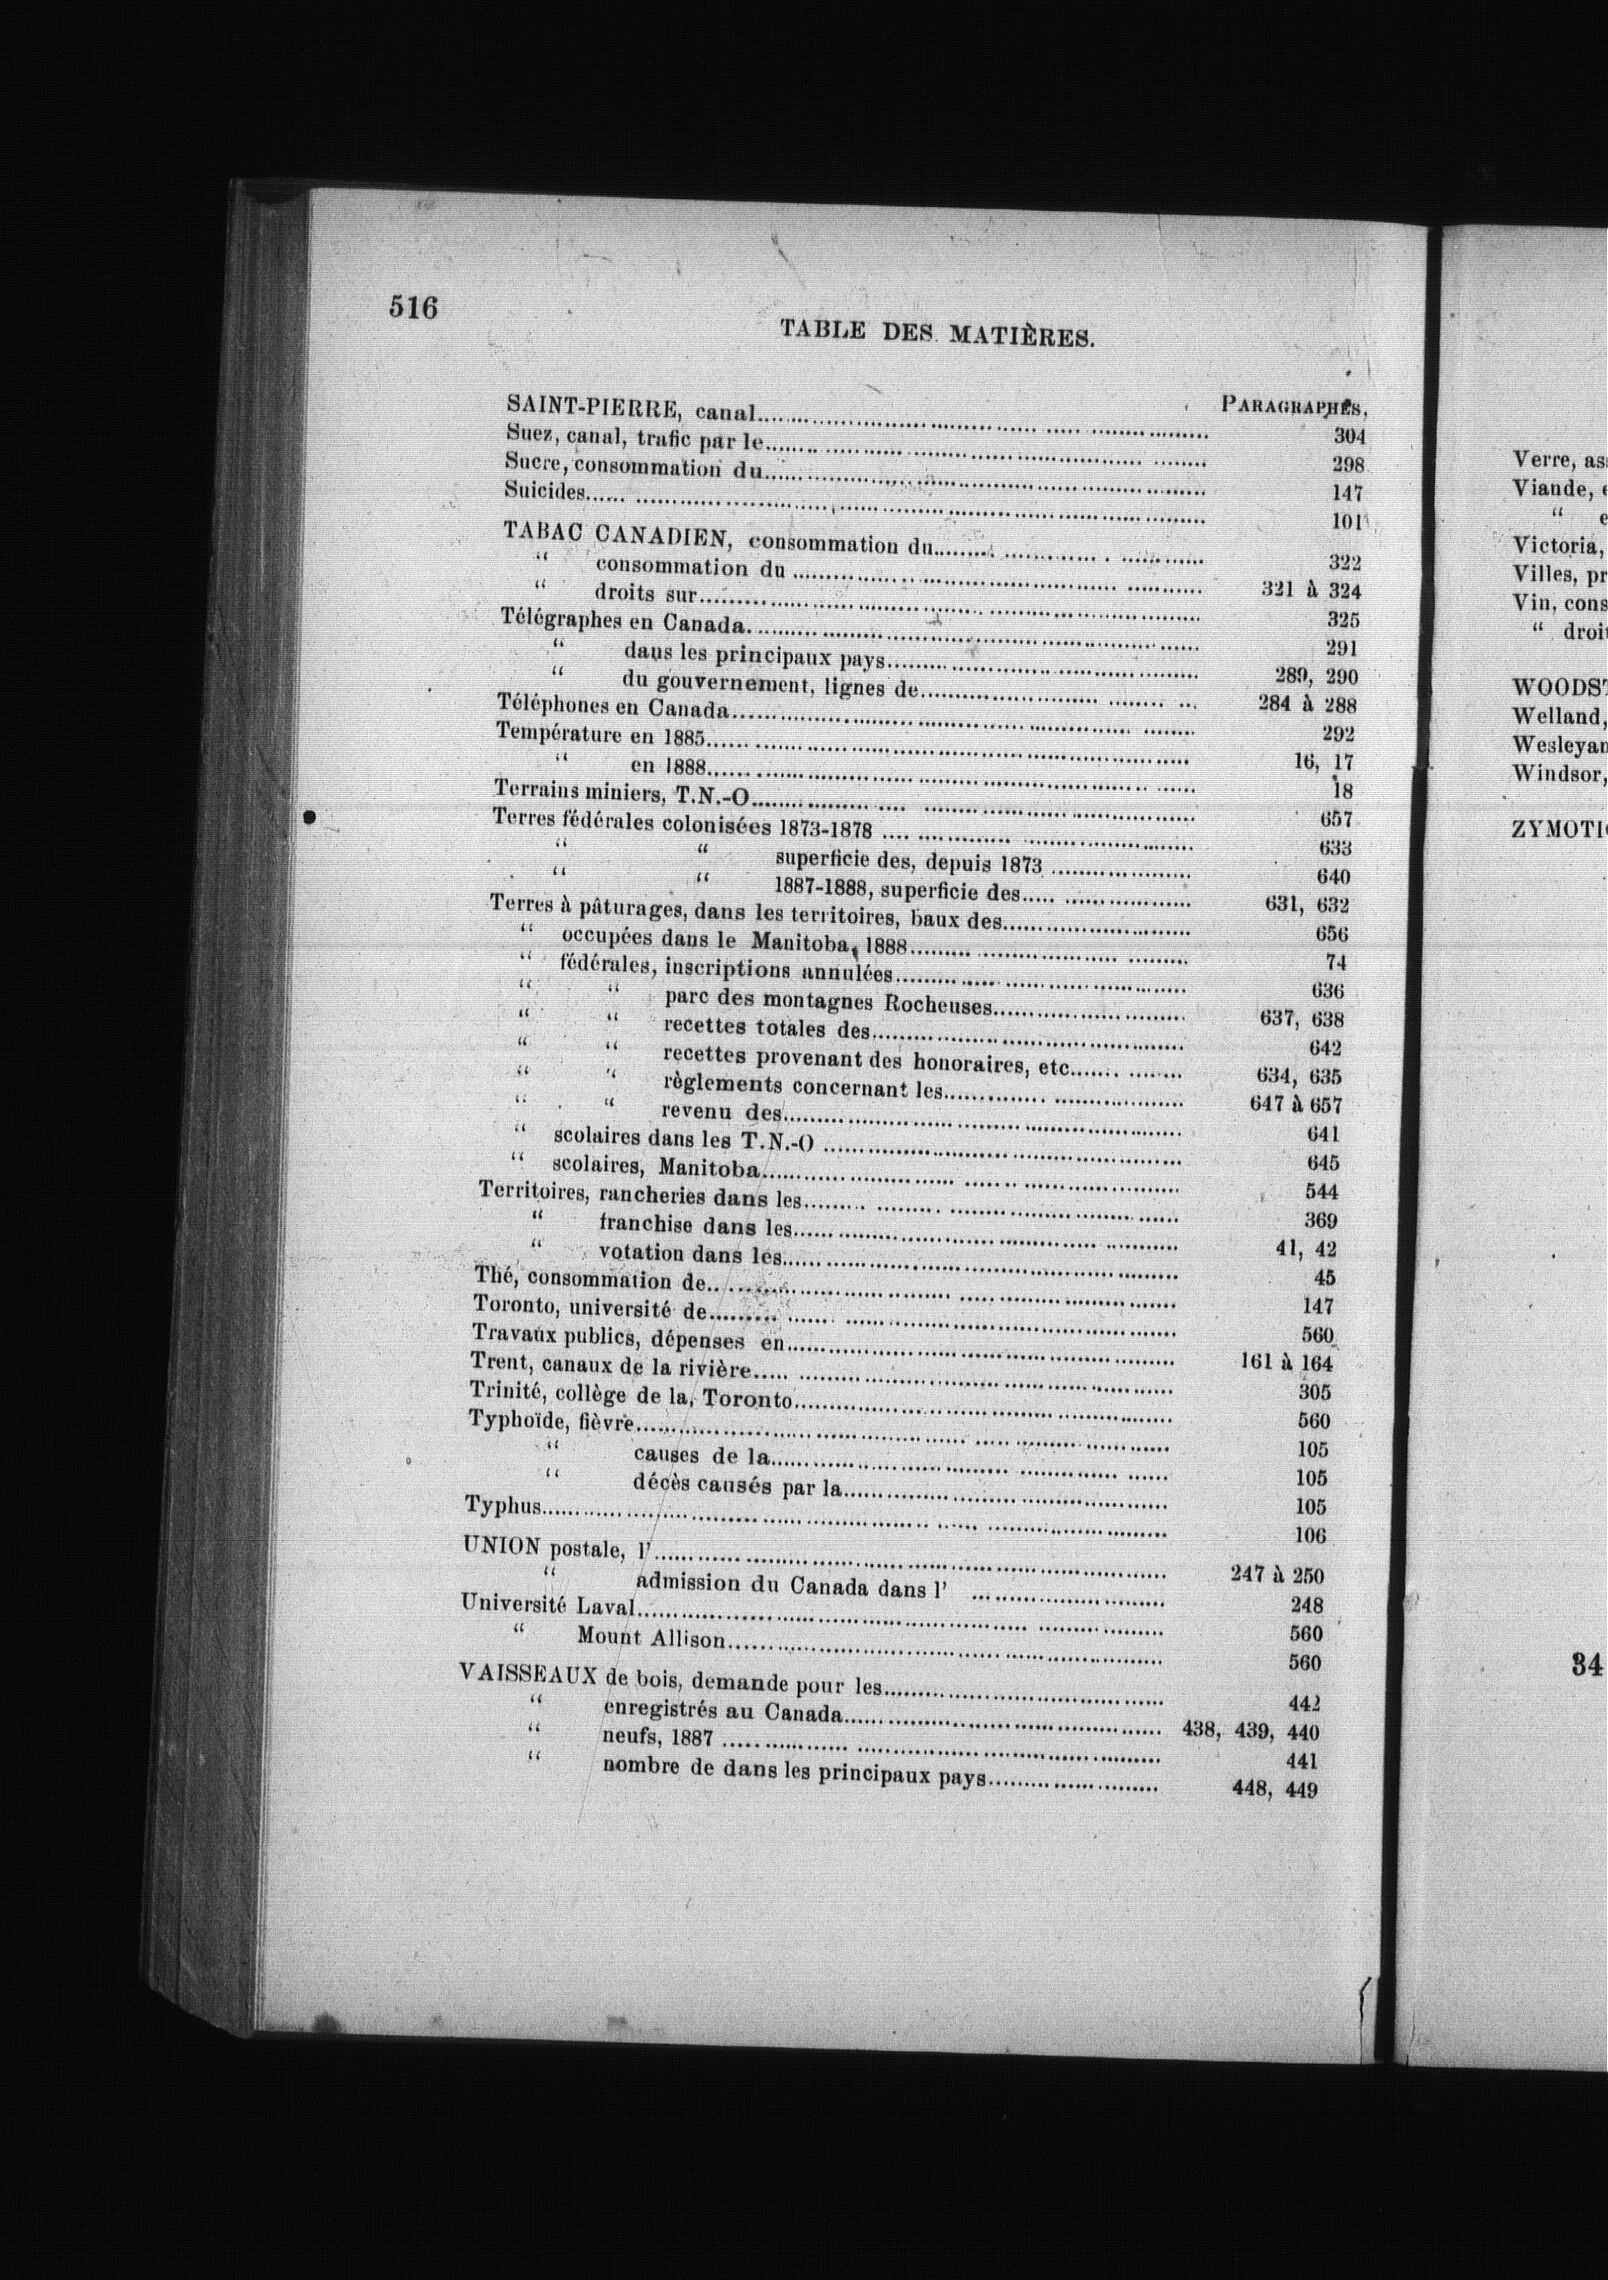 516
TABLE DES MATIÈRES.
PARAGRAPHES.
SAINT-PIERRE, canal........ 304
Suez, canal, trafic par le........ 298
Sucre, consommation du........ 147
Suicides........ 101
TABAC CANADIEN, consommation du........ 322
“ consommation du ........ 321 à 324
“ droits sur........ 325
Télégraphes en Canada........ 291
“ dans les principaux pays........ 289, 290
“ du gouvernement, lignes de........ 284 à 288
Téléphones en Canada........ 292
Température en 1885........ 16, 17
“ en 1888........ 18
Terrains miniers, T.N.-O........ 657
Terres fédérales colonisées 1873-1878 ........ 633
“ “ superficie des, depuis 1873 ........ 640
“ “ 1887-1888, superficie des........ 631, 632
Terres à pâturages, dans les territoires, baux des........ 656
“ occupées dans le Manitoba, 1888........ 74
“ fédérales, inscriptions annulées........ 636
“ “ parc des montagnes Rocheuses........ 637, 638
“ “ recettes totales des........ 642
“ “ recettes provenant des honoraires, etc........ 634, 635
“ “ règlements concernant les........ 647 à 657
“ “ revenu des........ 641
“ scolaires dans les T.N.-O ........ 645
“ scolaires, Manitoba........ 544
Territoires, rancheries dans les........ 369
“ franchise dans les........ 41, 42
“ votation dans les........ 45
Thé, consommation de........ 147
Toronto, université de........ 560
Travaux publics, dépenses en........ 161 à 164
Trent, canaux de la rivière........ 305
Trinité, collège de la, Toronto........ 560
Typhoïde, fièvre........ 105
“ causes de la........ 105
“ décès causés par la........ 105
Typhus........ 106
UNION postale, l'........ 247 à 250
“ admission du Canada dans l' ........ 248
Université Laval........ 560
“ Mount Allison........ 560
VAISSEAUX de bois, demande pour les........ 442
“ enregistrés au Canada........ 438, 439, 440
“ neufs, 1887 ........ 441
“ nombre de dans les principaux pays........ 448, 449
Verre,
Viande,
“
Victoria,
Villes,
Vin,
“
Welland,
Windsor,
34